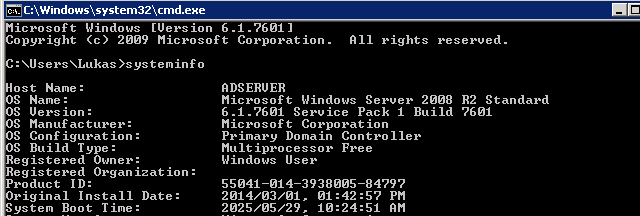 C:\Windows\system32\cmd.exe
Microsoft Windows [Version 6.1.7601]
Copyright (c) 2009 Microsoft Corporation.  All rights reserved.
C:\Users\Lukas>systeminfo
Host Name:                 ADSERVER
OS Name:                   Microsoft Windows Server 2008 R2 Standard
OS Version:                6.1.7601 Service Pack 1 Build 7601
OS Manufacturer:           Microsoft Corporation
OS Configuration:          Primary Domain Controller
OS Build Type:             Multiprocessor Free
Registered Owner:          Windows User
Registered Organization:
Product ID:                55041-014-3938005-84797
Original Install Date:     2014/03/01, 01:42:57 PM
System Boot Time:          2025/05/29, 10:24:51 AM